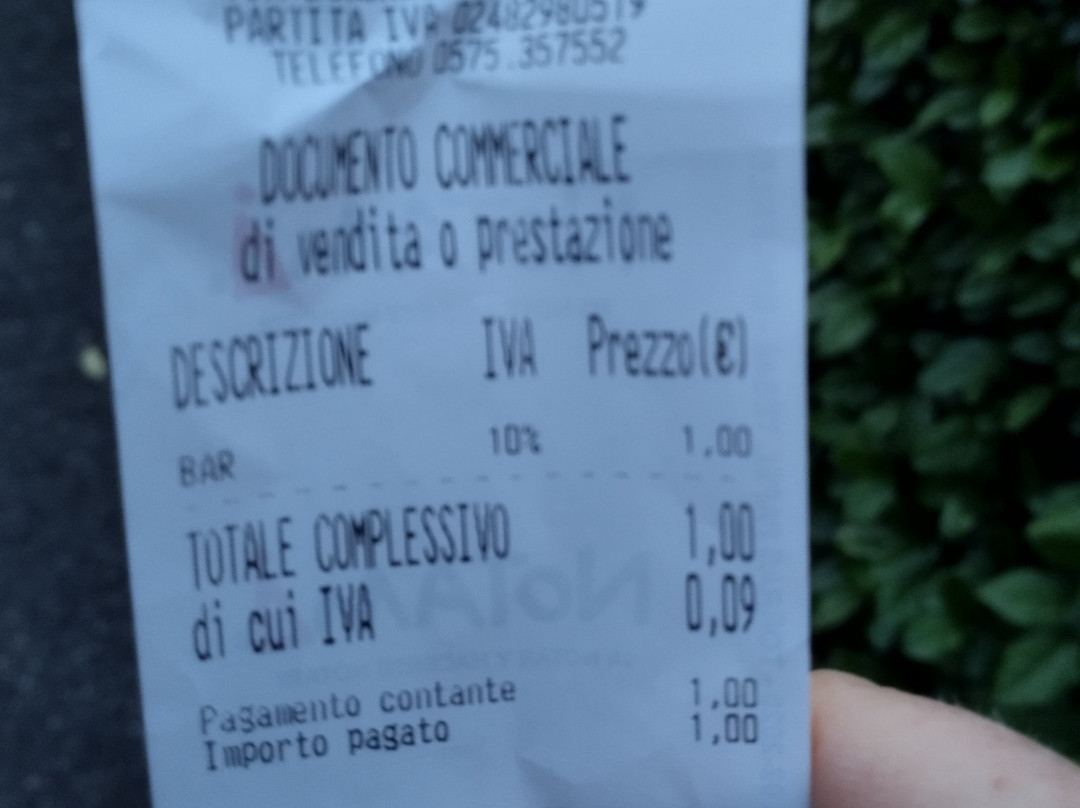 PARTITA IVA 02482980519
TELEFONO 0575.357552
DOCUMENTO COMMERCIALE
di vendita o prestazione
DESCRIZIONE IVA Prezzo(€)
BAR 10% 1,00
TOTALE COMPLESSIVO 1,00
di cui IVA 0,09
Pagamento contante 1,00
Importo pagato 1,00